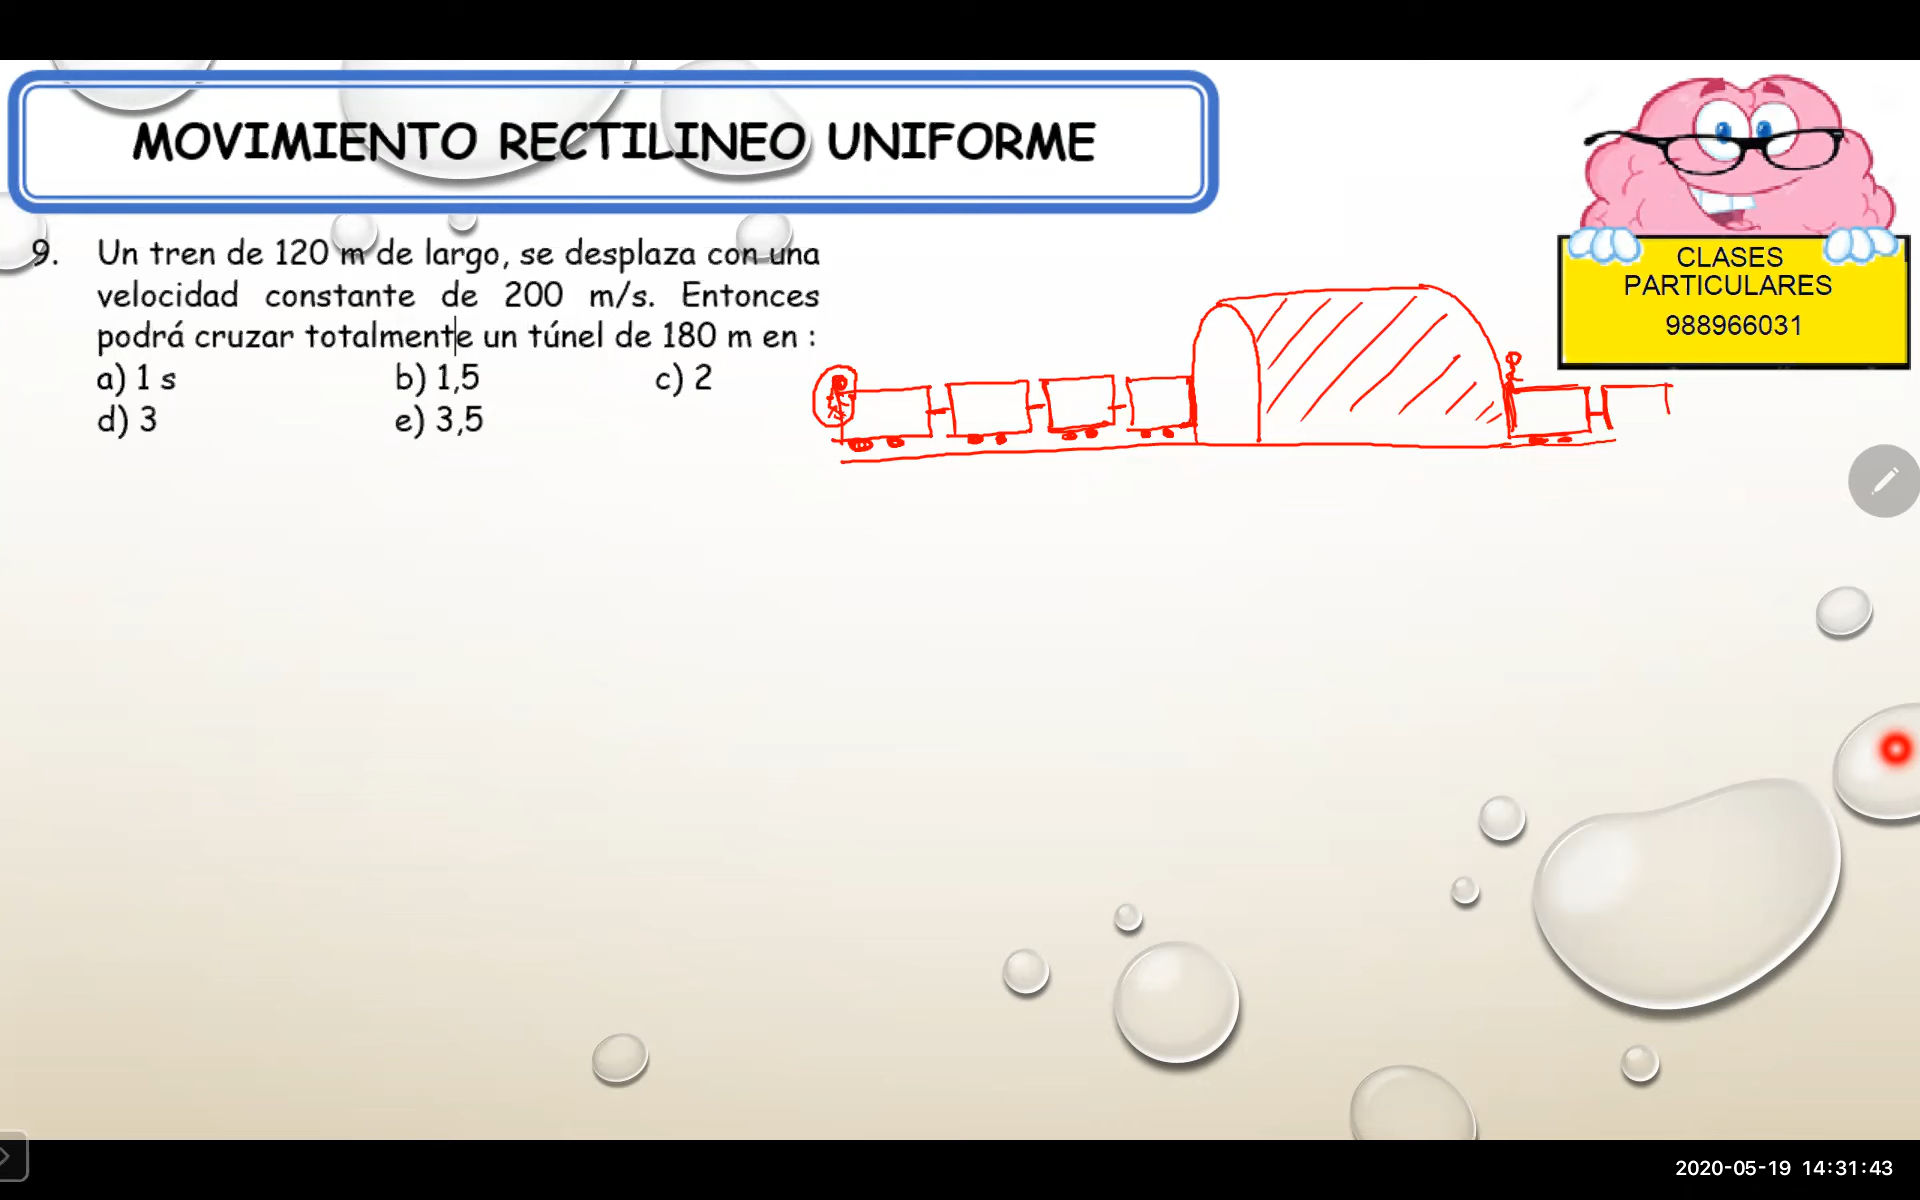 MOVIMIENTO RECTILINEO UNIFORME
9. Un tren de 120 m de largo, se desplaza con una
velocidad constante de 200 m/s. Entonces
podrá cruzar totalmente un túnel de 180 m en :
a) 1 s b) 1,5 c) 2
d) 3 e) 3,5
CLASES
PARTICULARES
988966031
2020-05-19 14:31:43